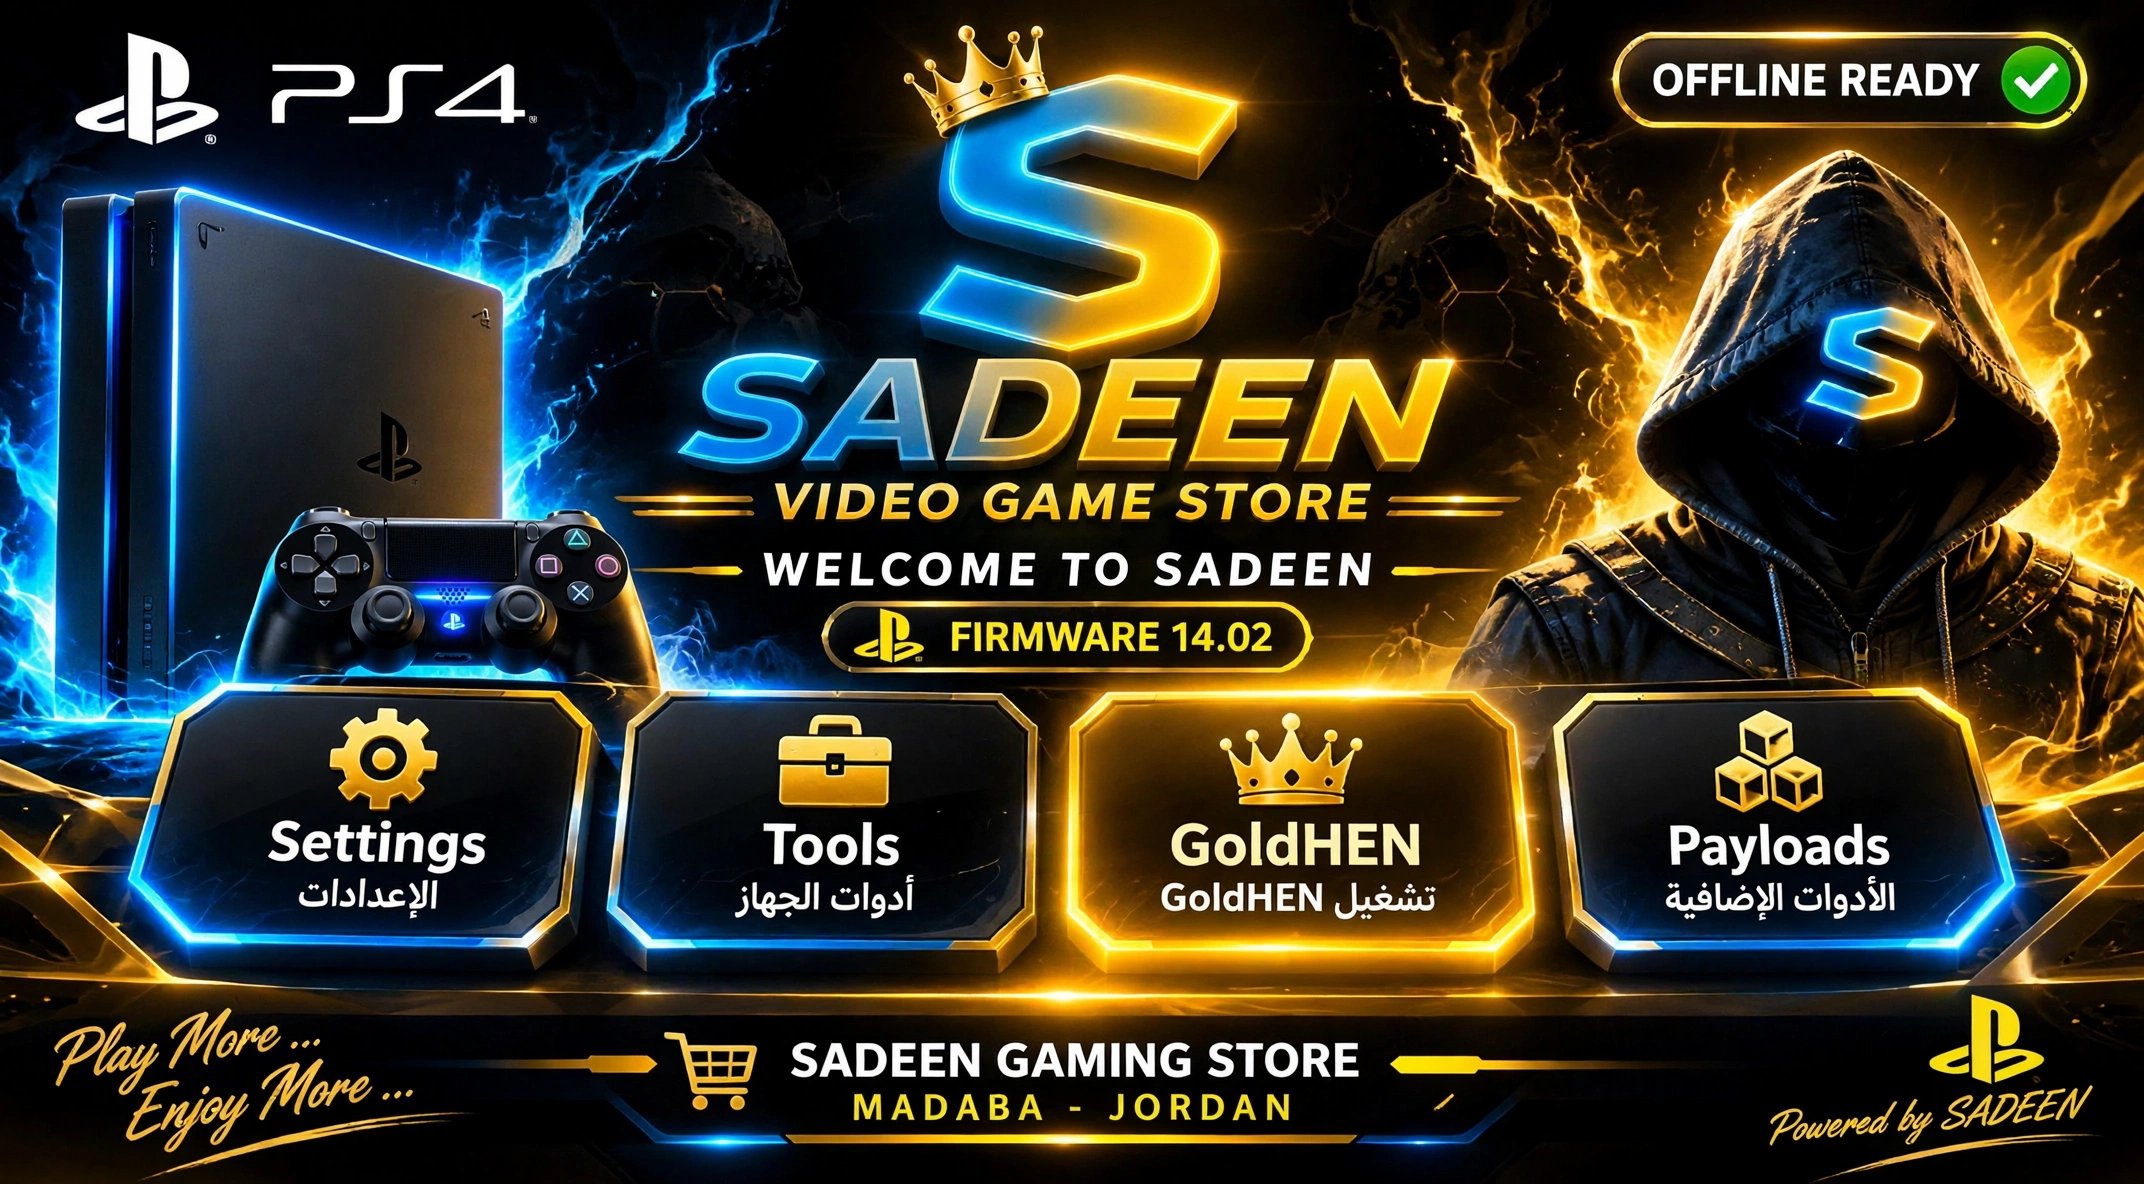 PS4
OFFLINE READY
S
S
SADEEN
VIDEO GAME STORE
WELCOME TO SADEEN
FIRMWARE 14.02
Settings
الإعدادات
Tools
أدوات الجهاز
GoldHEN
تشغيل GoldHEN
Payloads
الأدوات الإضافية
Play More ...
Enjoy More ...
SADEEN GAMING STORE
MADABA - JORDAN
Powered by SADEEN